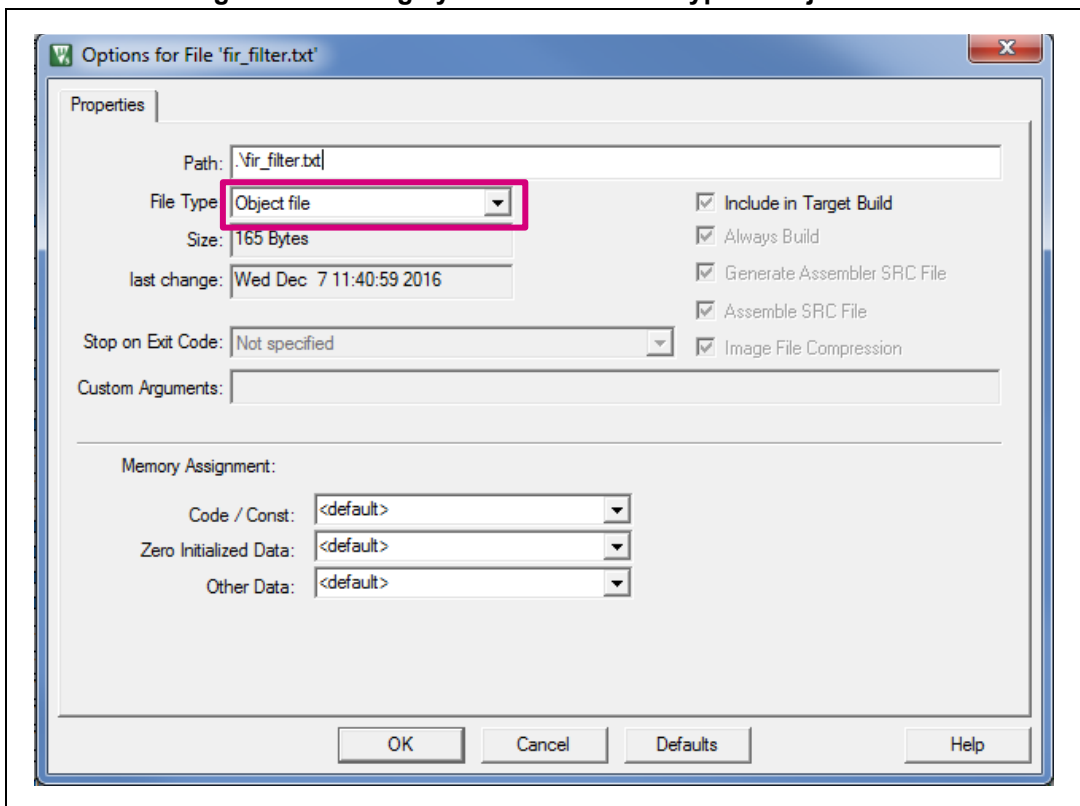 Options for File 'fir_filter.txt'
Properties
Path: .\fir_filter.txt
File Type Object file
Include in Target Build
Size: 165 Bytes
Always Build
last change: Wed Dec 7 11:40:59 2016
Generate Assembler SRC File
Assemble SRC File
Stop on Exit Code: Not specified
Image File Compression
Custom Arguments:
Memory Assignment:
Code / Const: <default>
Zero Initialized Data: <default>
Other Data: <default>
OK Cancel Defaults Help